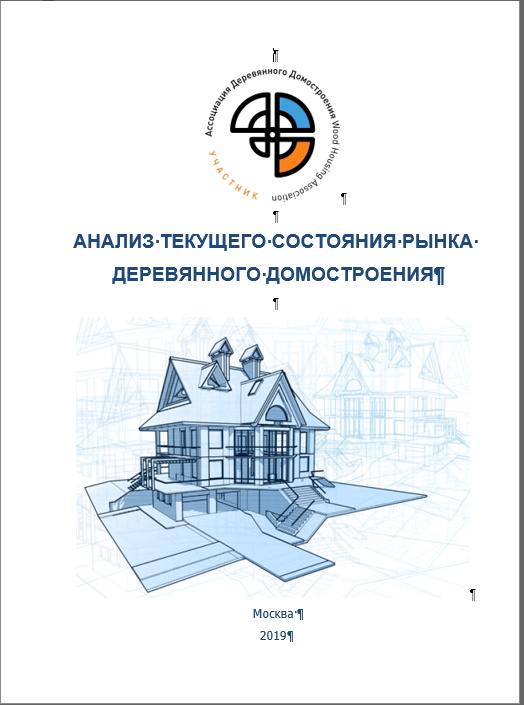 Ассоциация Деревянного Домостроения Wood Housing Association
УЧАСТНИК
АНАЛИЗ ТЕКУЩЕГО СОСТОЯНИЯ РЫНКА
ДЕРЕВЯННОГО ДОМОСТРОЕНИЯ
Москва
2019